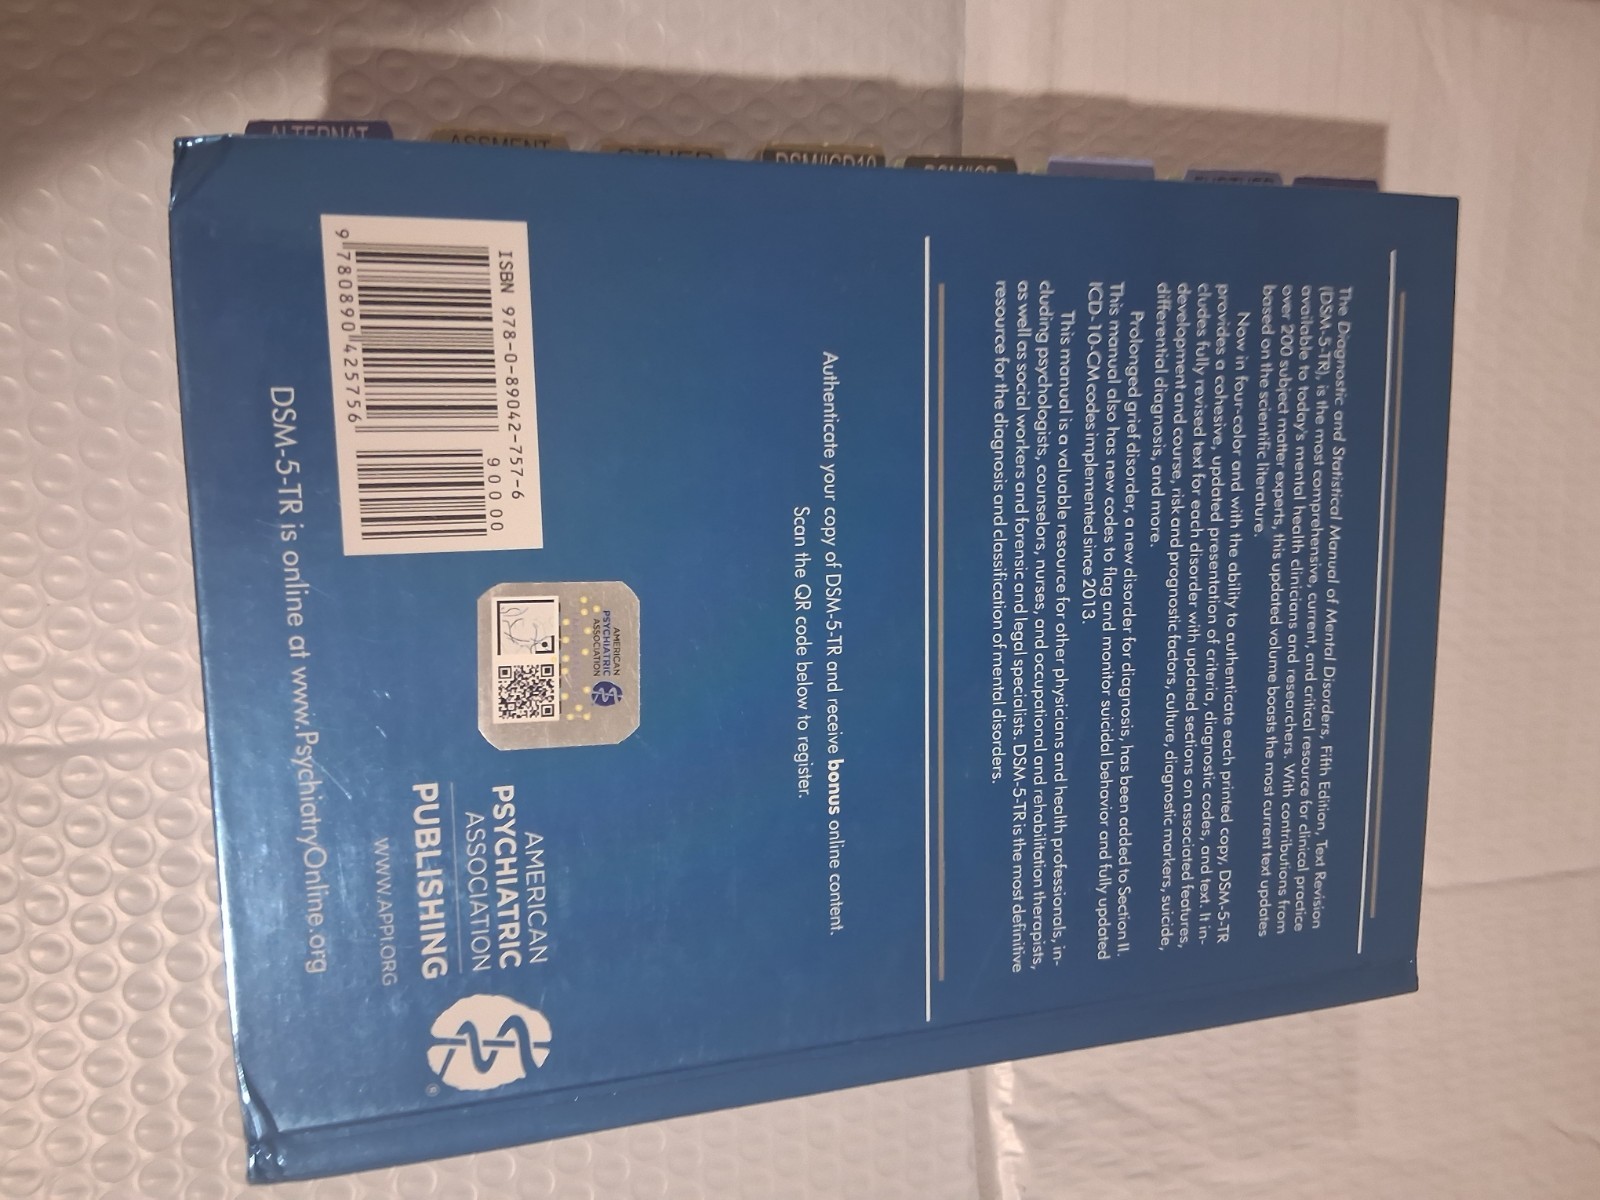 The Diagnostic and Statistical Manual of Mental Disorders, Fifth Edition, Text Revision
(DSM-5-TR), is the most comprehensive, current, and critical resource for clinical practice
available to today's mental health clinicians and researchers. With contributions from
over 200 subject matter experts, this updated volume boasts the most current text updates
based on the scientific literature.
Now in four-color and with the ability to authenticate each printed copy, DSM-5-TR
provides a cohesive, updated presentation of criteria, diagnostic codes, and text. It in-
cludes fully revised text for each disorder with updated sections on associated features,
development and course, risk and prognostic factors, culture, diagnostic markers, suicide,
differential diagnosis, and more.
Prolonged grief disorder, a new disorder for diagnosis, has been added to Section II.
This manual also has new codes to flag and monitor suicidal behavior and fully updated
ICD-10-CM codes implemented since 2013.
This manual is a valuable resource for other physicians and health professionals, in-
cluding psychologists, counselors, nurses, and occupational and rehabilitation therapists,
as well as social workers and forensic and legal specialists. DSM-5-TR is the most definitive
resource for the diagnosis and classification of mental disorders.
Authenticate your copy of DSM-5-TR and receive bonus online content.
Scan the QR code below to register.
AMERICAN
PSYCHIATRIC
ASSOCIATION
ISBN 978-0-89042-757-6
90000
9 780890 425756
AMERICAN
PSYCHIATRIC
ASSOCIATION
PUBLISHING
WWW.APPI.ORG
®
DSM-5-TR is online at www.PsychiatryOnline.org
FURTHER
DSM/ICD
DSM/ICD10
OTHER
ASSMENT
ALTERNAT